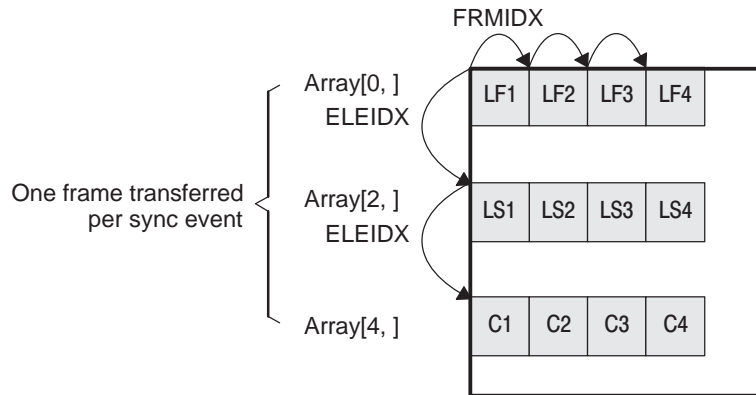 FRMIDX
Array[0, ]
ELEIDX
LF1 LF2 LF3 LF4
One frame transferred
per sync event
Array[2, ]
ELEIDX
LS1 LS2 LS3 LS4
Array[4, ]
C1 C2 C3 C4